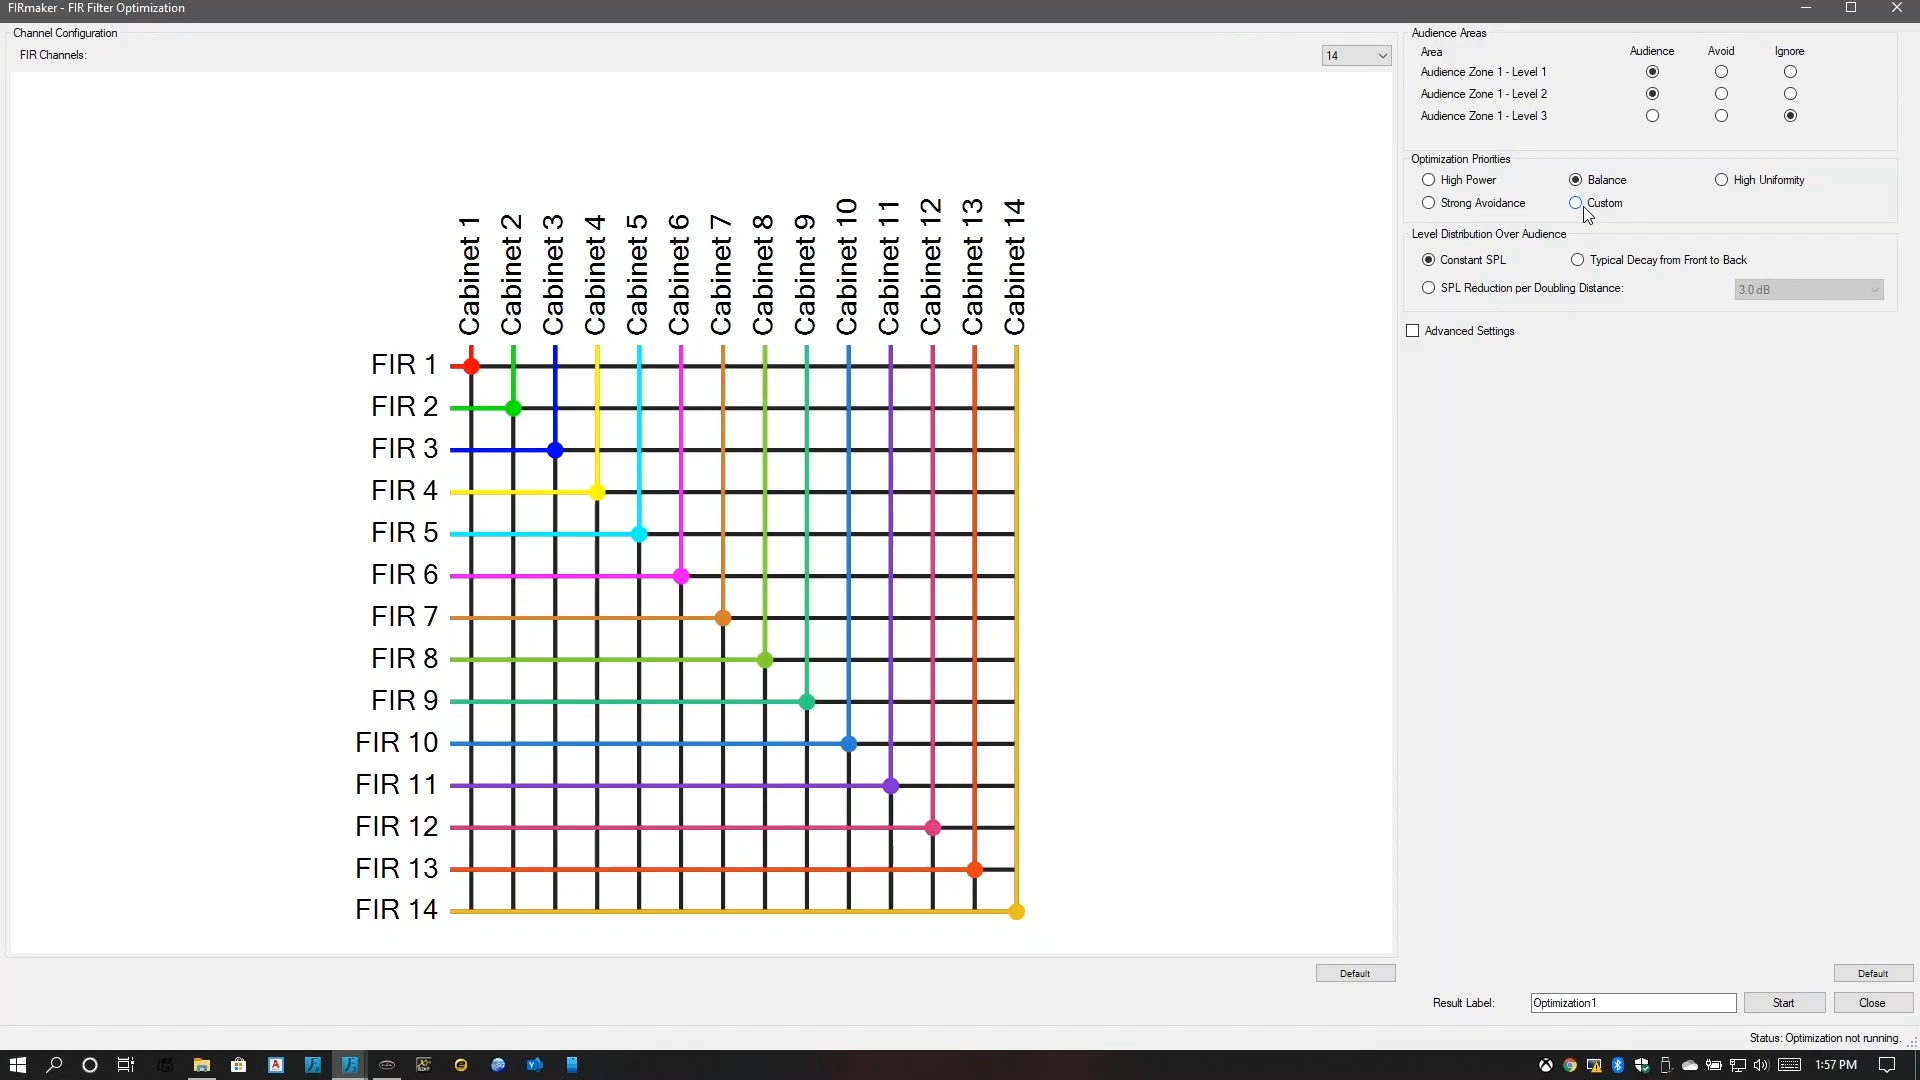 FIRmaker - FIR Filter Optimization
Channel Configuration
FIR Channels:
14
Cabinet 1
Cabinet 2
Cabinet 3
Cabinet 4
Cabinet 5
Cabinet 6
Cabinet 7
Cabinet 8
Cabinet 9
Cabinet 10
Cabinet 11
Cabinet 12
Cabinet 13
Cabinet 14
FIR 1
FIR 2
FIR 3
FIR 4
FIR 5
FIR 6
FIR 7
FIR 8
FIR 9
FIR 10
FIR 11
FIR 12
FIR 13
FIR 14
Default
Audience Areas
Area Audience Avoid Ignore
Audience Zone 1 - Level 1
Audience Zone 1 - Level 2
Audience Zone 1 - Level 3
Optimization Priorities
High Power Balance High Uniformity
Strong Avoidance Custom
Level Distribution Over Audience
Constant SPL Typical Decay from Front to Back
SPL Reduction per Doubling Distance: 3.0 dB
Advanced Settings
Default
Result Label: Optimization1 Start Close
Status: Optimization not running.
1:57 PM